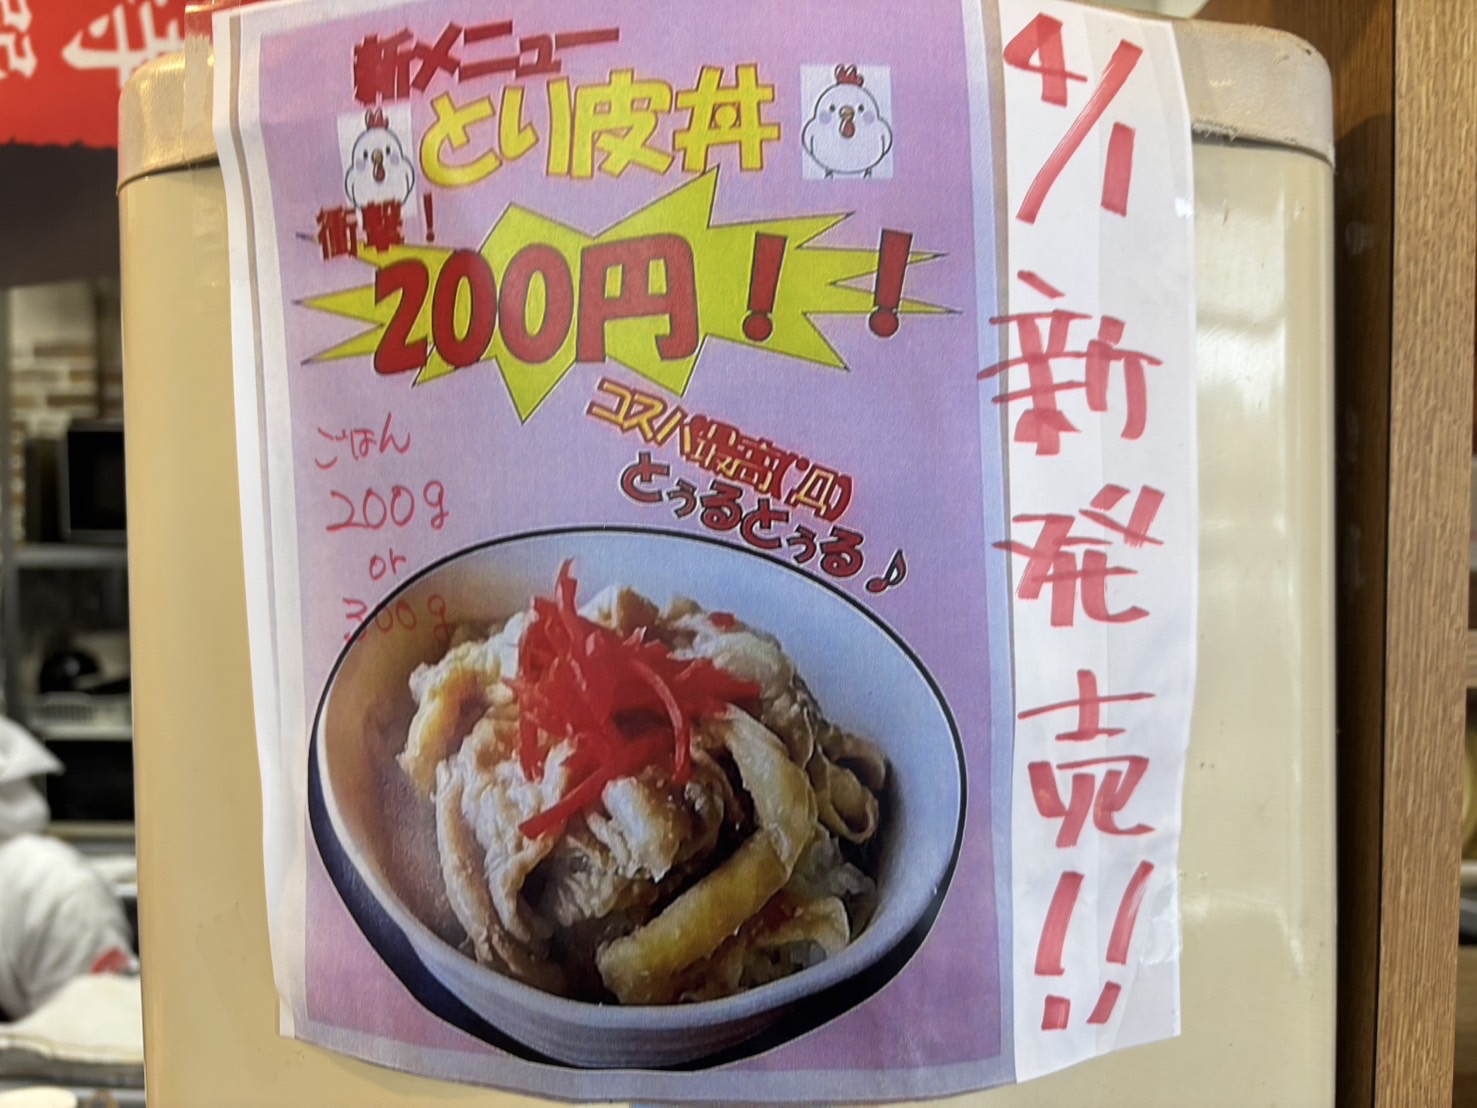 新メニュー
とり皮丼
衝撃！
200円！！
コスパ最高(°Д°)
とぅるとぅる♪
ごはん
200g
or
300g
4/1新発売!!